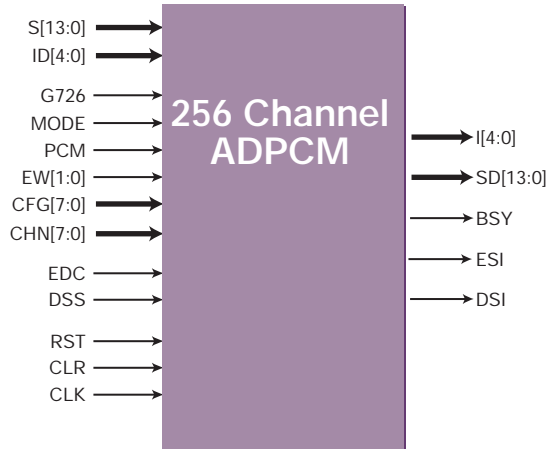 S[13:0]
ID[4:0]
G726
MODE
PCM
EW[1:0]
CFG[7:0]
CHN[7:0]
EDC
DSS
RST
CLR
CLK
256 Channel
ADPCM
I[4:0]
SD[13:0]
BSY
ESI
DSI